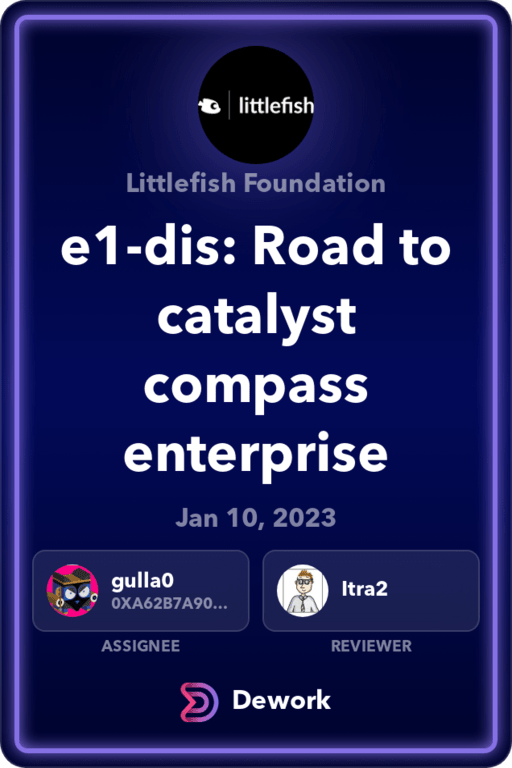 littlefish
Littlefish Foundation
e1-dis: Road to
catalyst
compass
enterprise
Jan 10, 2023
gulla0
0XA62B7A90...
ltra2
ASSIGNEE
REVIEWER
Dework